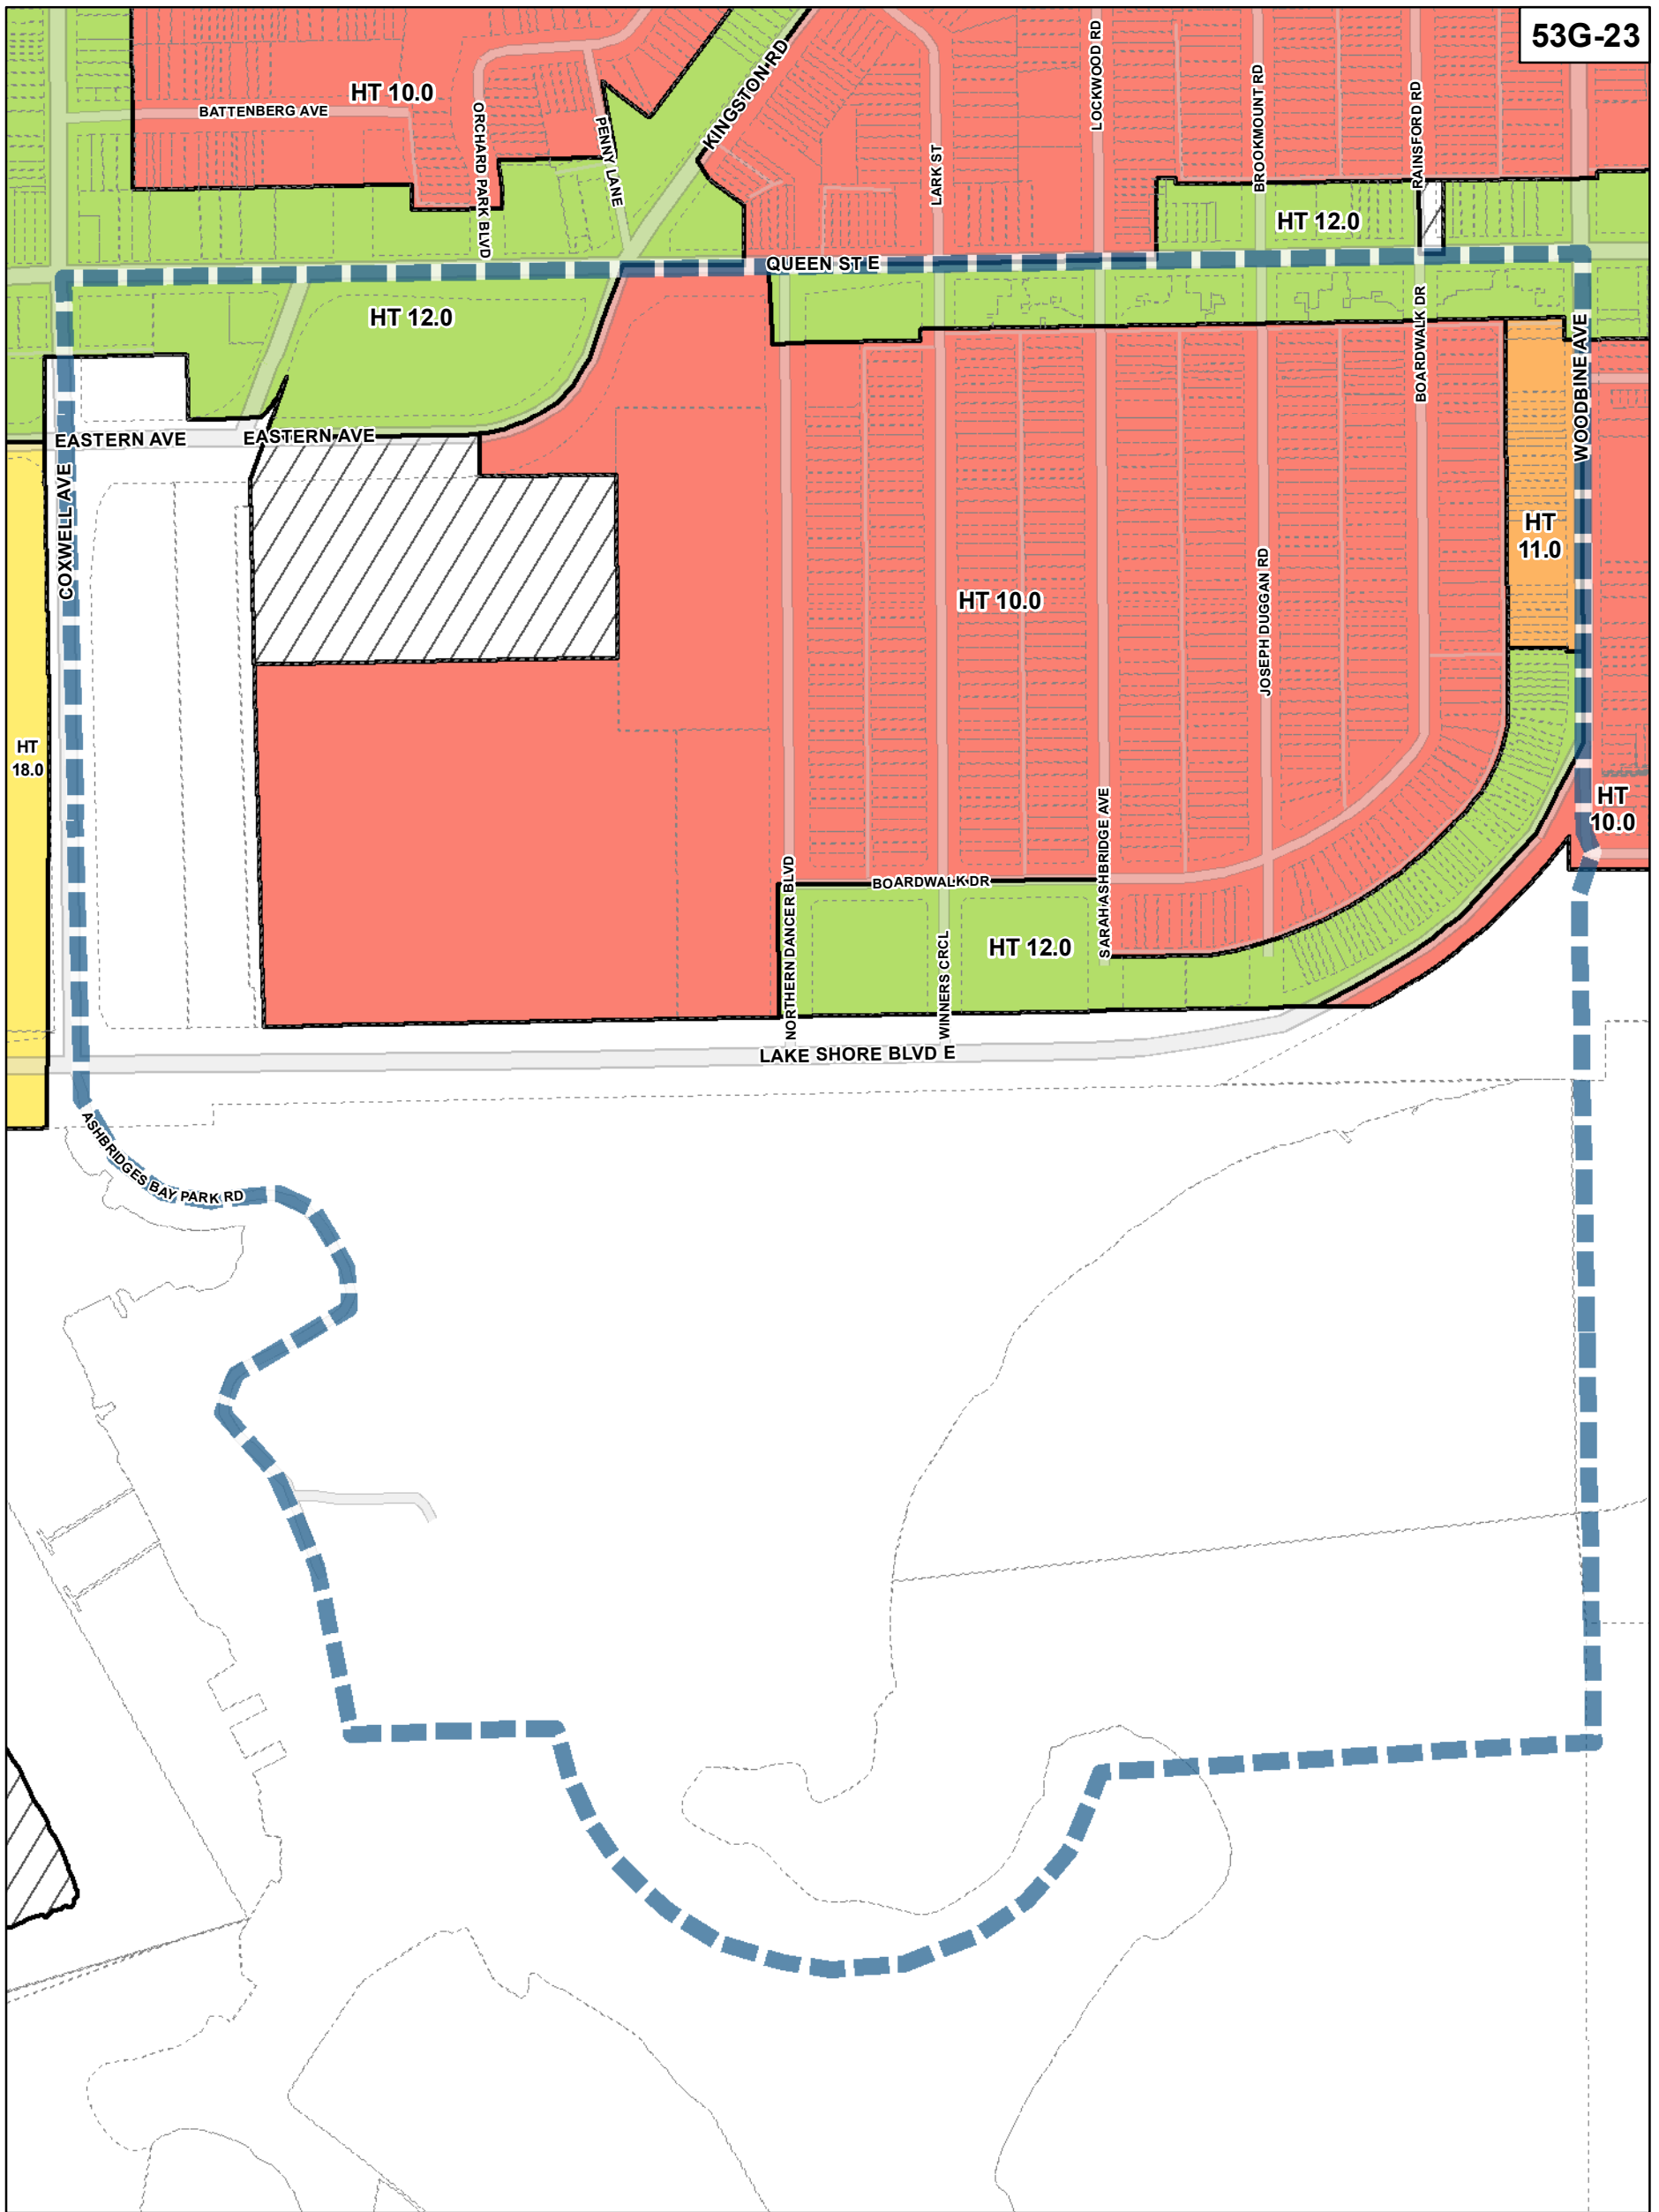 53G-23
HT 10.0
BATTENBERG AVE
ORCHARD PARK BLVD
PENNY LANE
KINGSTON RD
LARK ST
LOCKWOOD RD
BROOKMOUNT RD
RAINSFORD RD
HT 12.0
QUEEN ST E
HT 12.0
BOARDWALK DR
WOODBINE AVE
EASTERN AVE
EASTERN AVE
COXWELL AVE
HT
11.0
HT 10.0
JOSEPH DUGGAN RD
HT
18.0
HT
10.0
SARAH ASHBRIDGE AVE
NORTHERN DANCER BLVD
BOARDWALK DR
WINNERS CRCL
HT 12.0
LAKE SHORE BLVD E
ASHBRIDGES BAY PARK RD